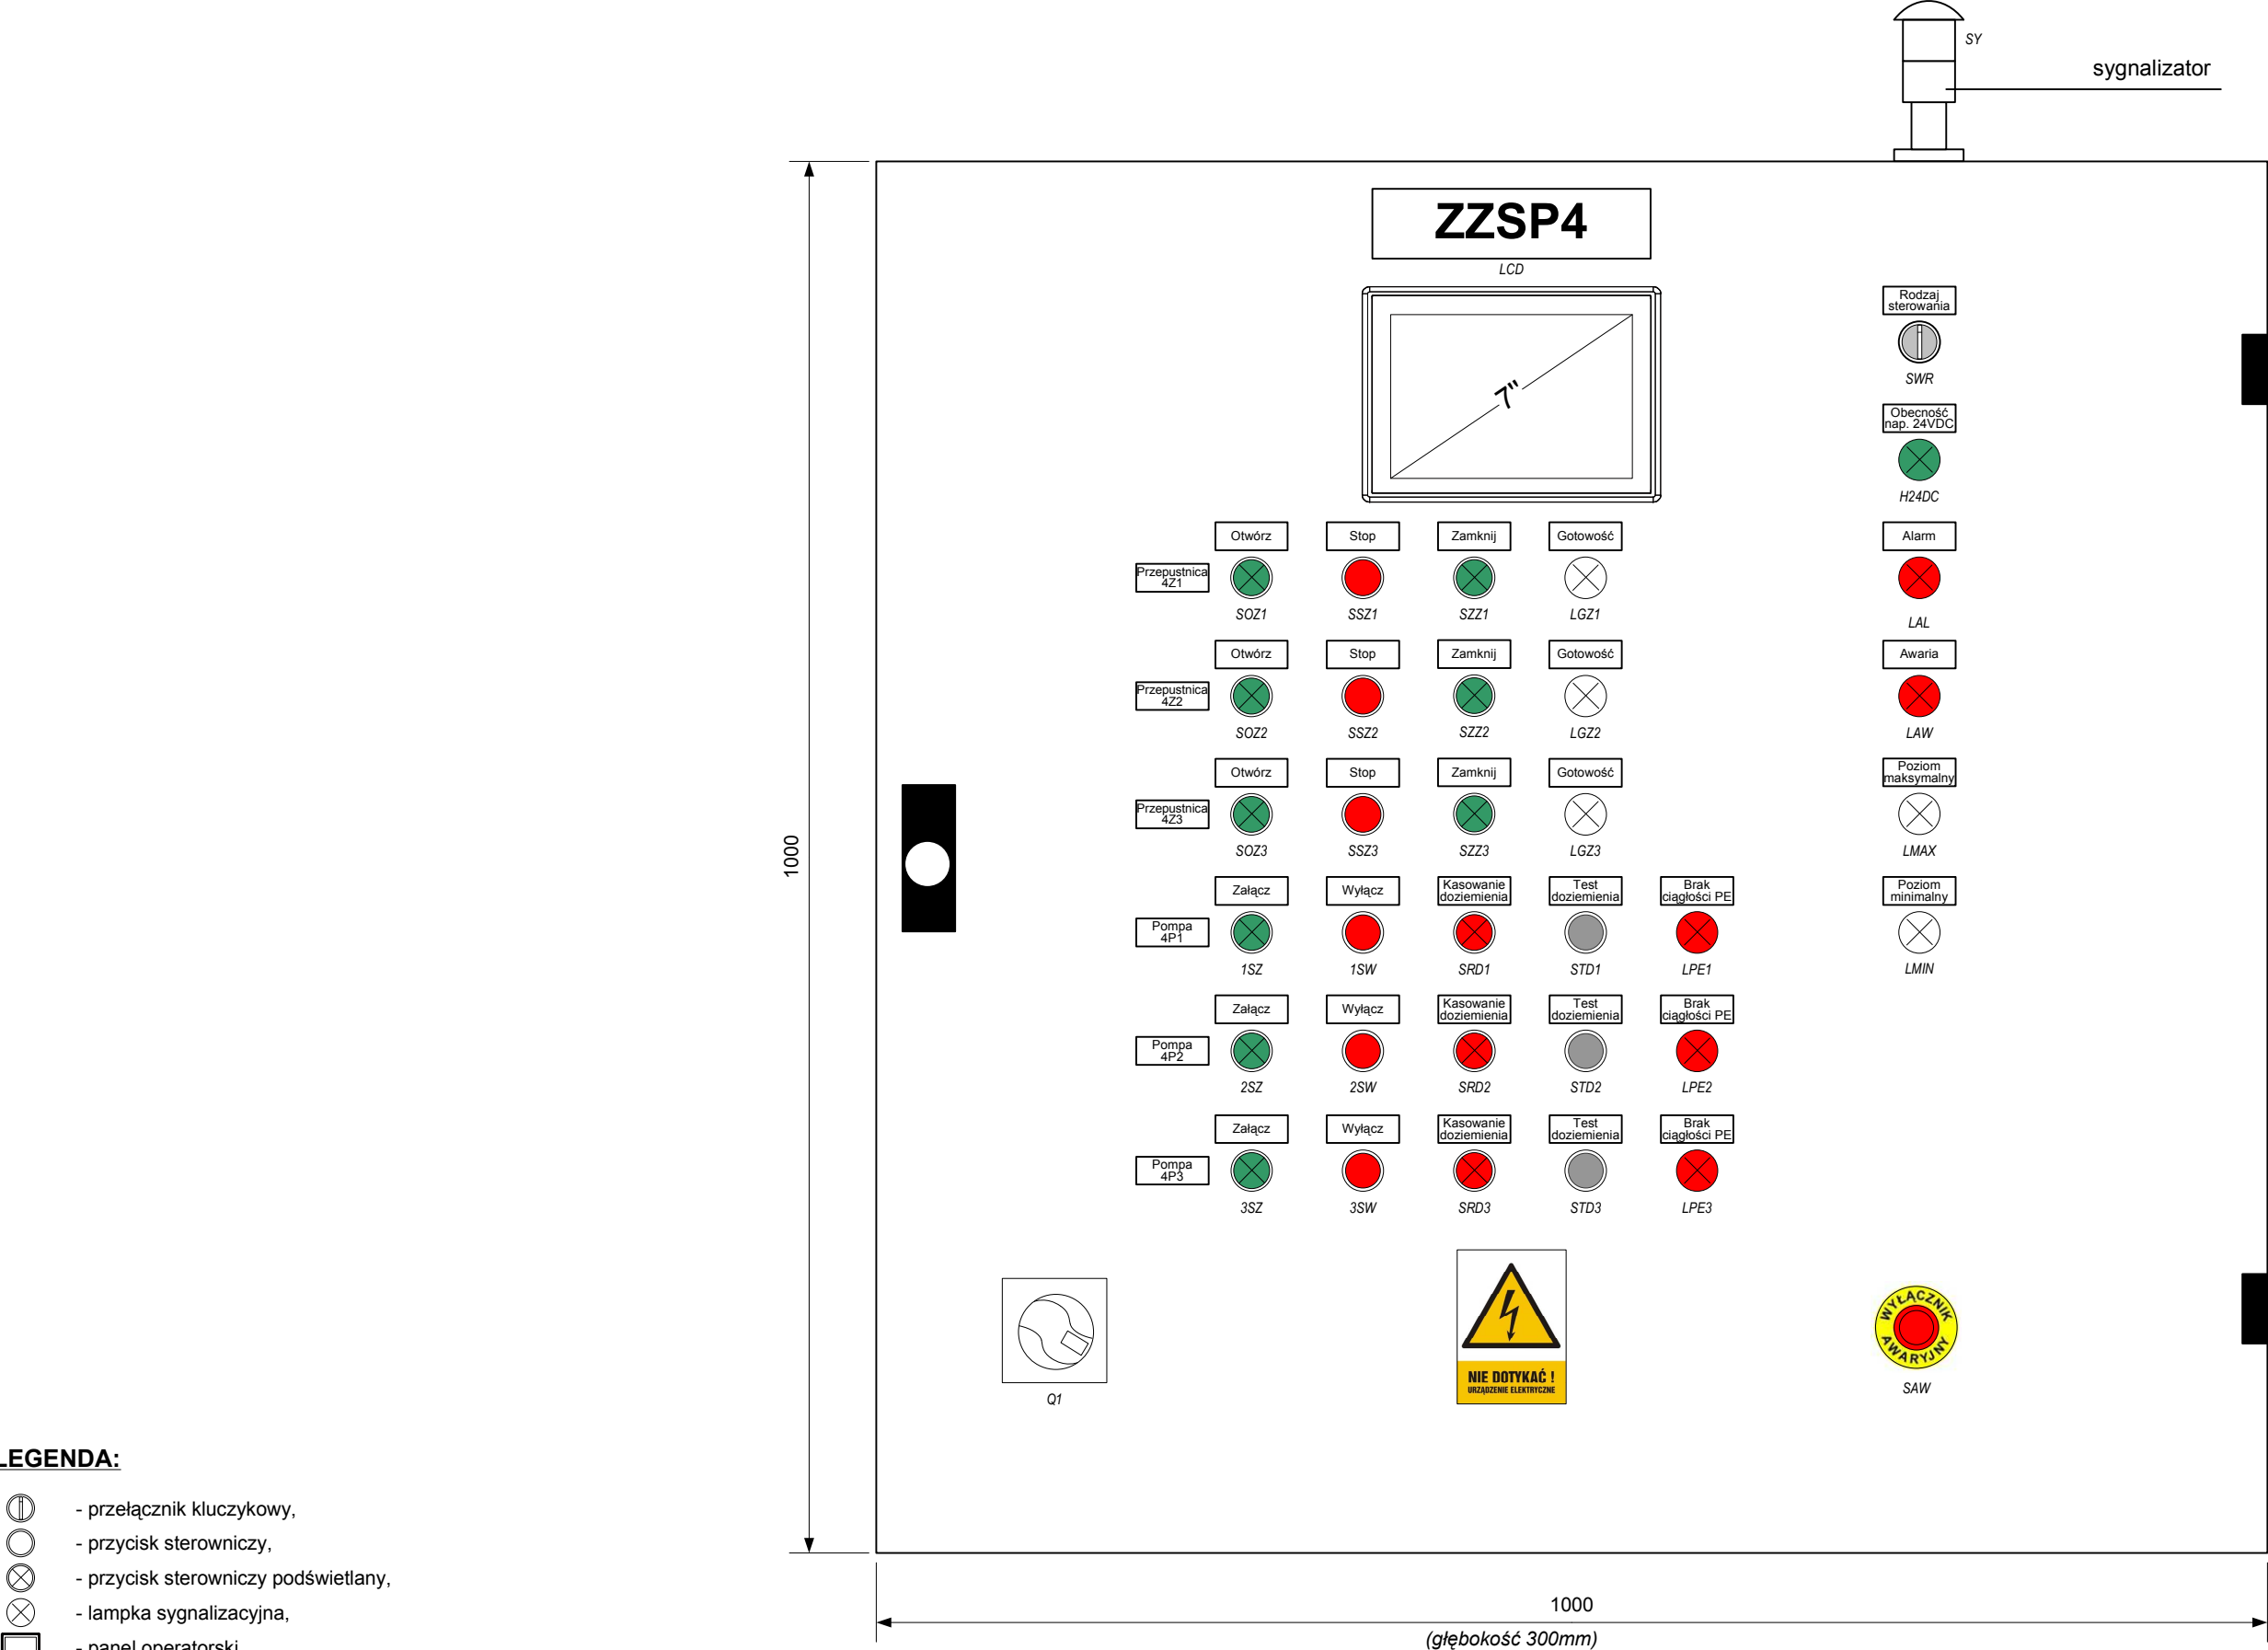 SY
sygnalizator
ZZSP4
LCD
7"
Rodzaj
sterowania
SWR
Obecność
nap. 24VDC
H24DC
Otwórz Stop Zamknij Gotowość Alarm
Przepustnica
4Z1
SOZ1 SSZ1 SZZ1 LGZ1 LAL
Otwórz Stop Zamknij Gotowość Awaria
Przepustnica
4Z2
SOZ2 SSZ2 SZZ2 LGZ2 LAW
Otwórz Stop Zamknij Gotowość
Poziom
maksymalny
Przepustnica
4Z3
SOZ3 SSZ3 SZZ3 LGZ3 LMAX
1000
Załącz Wyłącz
Kasowanie
doziemienia
Test
doziemienia
Brak
ciągłości PE
Poziom
minimalny
Pompa
4P1
1SZ 1SW SRD1 STD1 LPE1 LMIN
Załącz Wyłącz
Kasowanie
doziemienia
Test
doziemienia
Brak
ciągłości PE
Pompa
4P2
2SZ 2SW SRD2 STD2 LPE2
Załącz Wyłącz
Kasowanie
doziemienia
Test
doziemienia
Brak
ciągłości PE
Pompa
4P3
3SZ 3SW SRD3 STD3 LPE3
Q1
NIE DOTYKAĆ !
URZĄDZENIE ELEKTRYCZNE
WYŁĄCZNIK
AWARYJNY
SAW
LEGENDA:
- przełącznik kluczykowy,
- przycisk sterowniczy,
- przycisk sterowniczy podświetlany,
- lampka sygnalizacyjna,
- panel operatorski
1000
(głębokość 300mm)